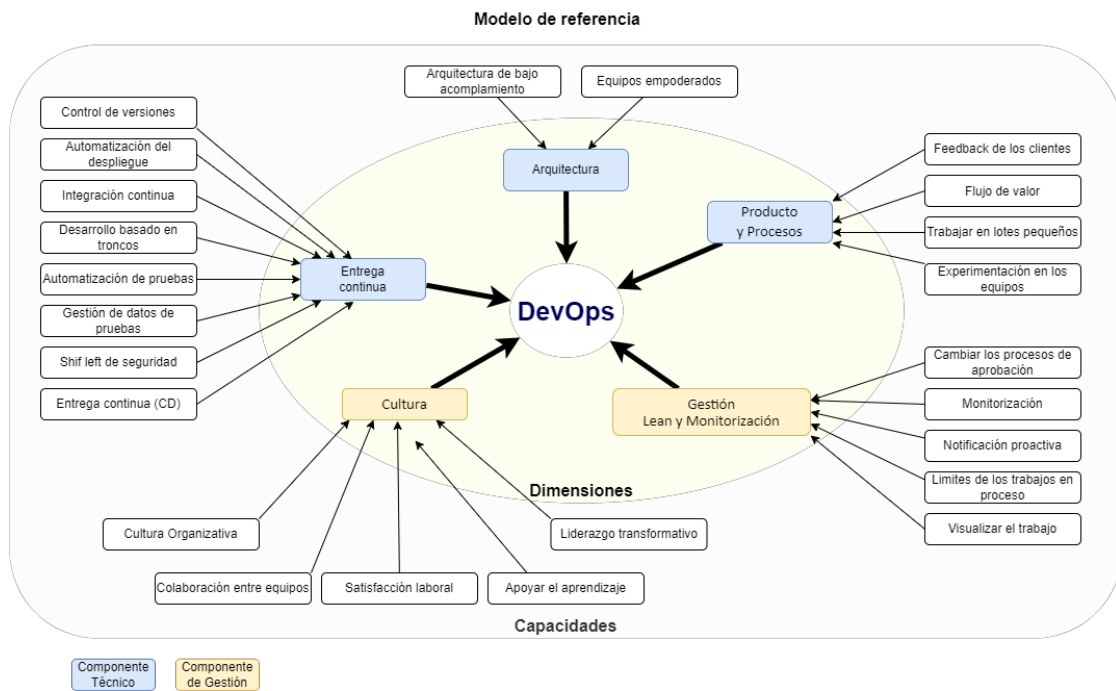 Modelo de referencia
Arquitectura de bajo
acomplamiento
Equipos empoderados
Control de versiones
Automatización del
despliegue
Integración continua
Desarrollo basado en
troncos
Automatización de pruebas
Gestión de datos de
pruebas
Shif left de seguridad
Entrega continua (CD)
Arquitectura
Producto
y Procesos
Feedback de los clientes
Flujo de valor
Trabajar en lotes pequeños
Experimentación en los
equipos
Entrega
continua
DevOps
Cultura
Gestión
Lean y Monitorización
Cambiar los procesos de
aprobación
Monitorización
Notificación proactiva
Limites de los trabajos en
proceso
Visualizar el trabajo
Dimensiones
Cultura Organizativa
Liderazgo transformativo
Colaboración entre equipos
Satisfacción laboral
Apoyar el aprendizaje
Capacidades
Componente
Técnico
Componente
de Gestión